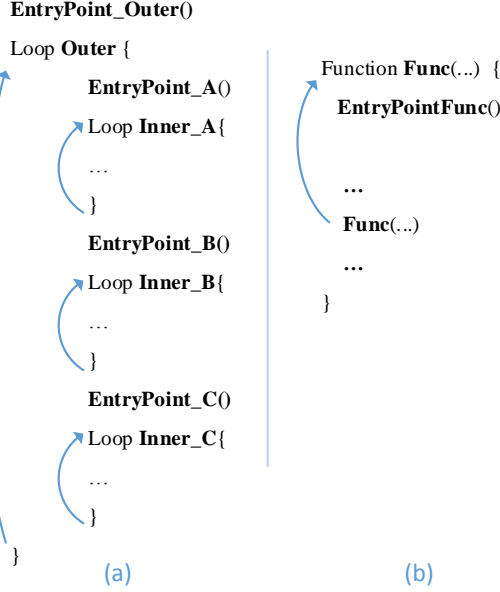 EntryPoint_Outer()
Loop Outer {
EntryPoint_A()
Loop Inner_A{
…
}
EntryPoint_B()
Loop Inner_B{
…
}
EntryPoint_C()
Loop Inner_C{
…
}
}
(a)
Function Func(...) {
EntryPointFunc()
…
Func(...)
…
}
(b)